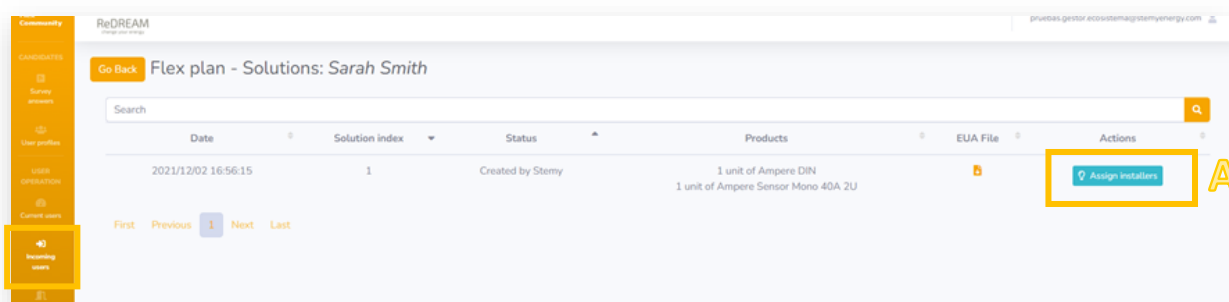 Community
ReDREAM
change your energy
pruebas.gestor.ecosistema@stemyenergy.com
CANDIDATES
Survey
answers
User profiles
USER
OPERATION
Current users
Incoming
users
Go Back Flex plan - Solutions: Sarah Smith
Search
Date Solution index Status Products EUA File Actions
2021/12/02 16:56:15 1 Created by Stemy 1 unit of Ampere DIN Assign installers
1 unit of Ampere Sensor Mono 40A 2U
A
First Previous 1 Next Last